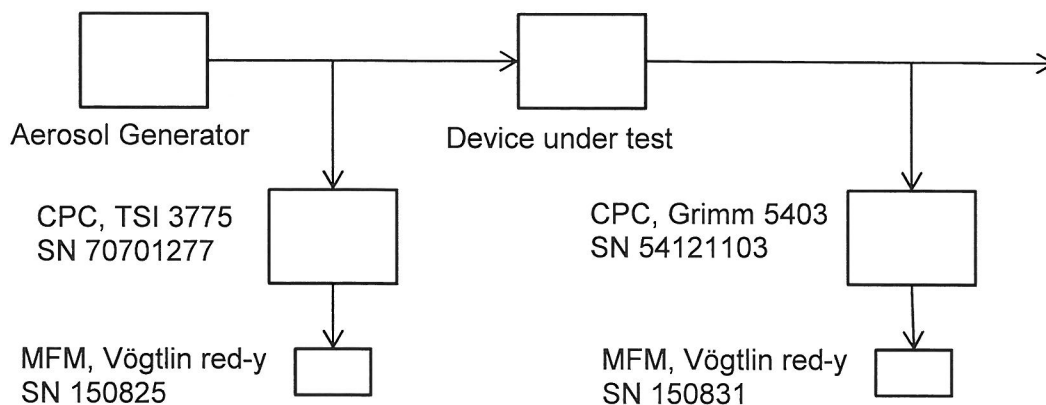 Aerosol Generator
Device under test
CPC, TSI 3775
SN 70701277
CPC, Grimm 5403
SN 54121103
MFM, Vögtlin red-y
SN 150825
MFM, Vögtlin red-y
SN 150831